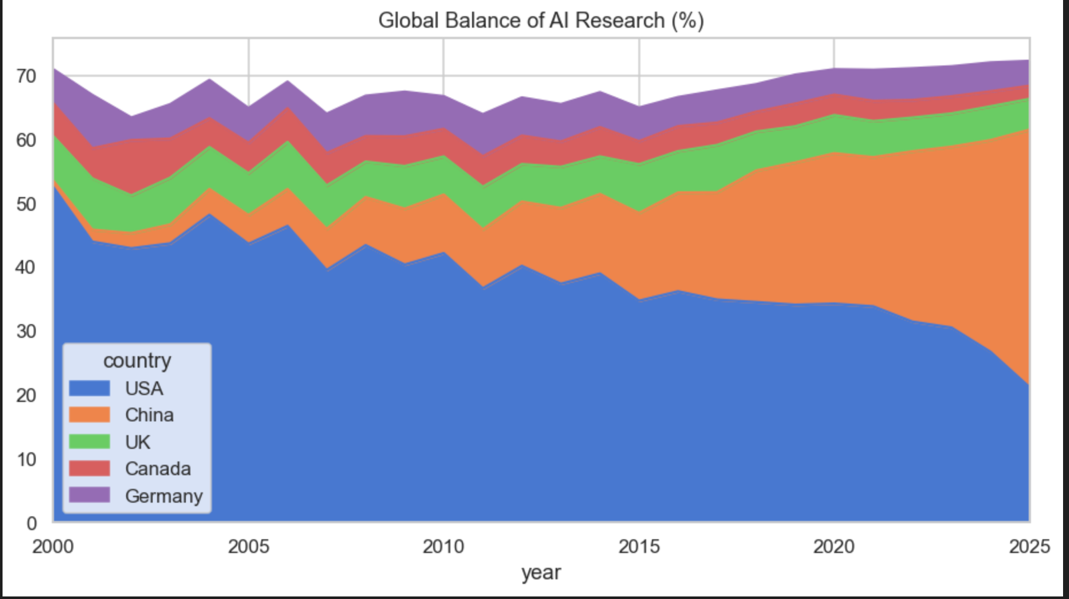 Global Balance of AI Research (%)
70
60
50
40
30
20
10
0
country
USA
China
UK
Canada
Germany
2000 2005 2010 2015 2020 2025
year